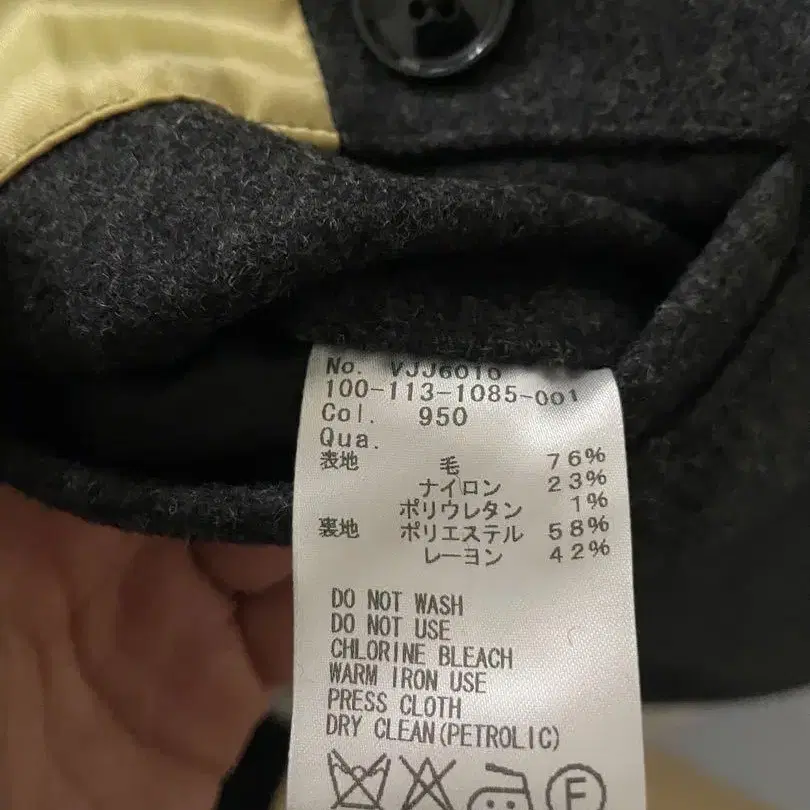 No. VJJ6010
100-113-1085-001
Col. 950
Qua.
表地 毛 76%
ナイロン 23%
ポリウレタン 1%
裏地 ポリエステル 58%
レーヨン 42%
DO NOT WASH
DO NOT USE
CHLORINE BLEACH
WARM IRON USE
PRESS CLOTH
DRY CLEAN(PETROLIC)
F